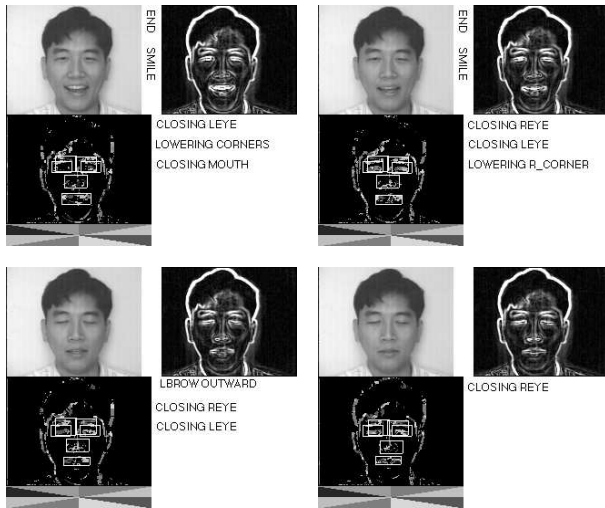 END SMILE
CLOSING LEYE
LOWERING CORNERS
CLOSING MOUTH
END SMILE
CLOSING REYE
CLOSING LEYE
LOWERING R_CORNER
LBROW OUTWARD
CLOSING REYE
CLOSING LEYE
CLOSING REYE